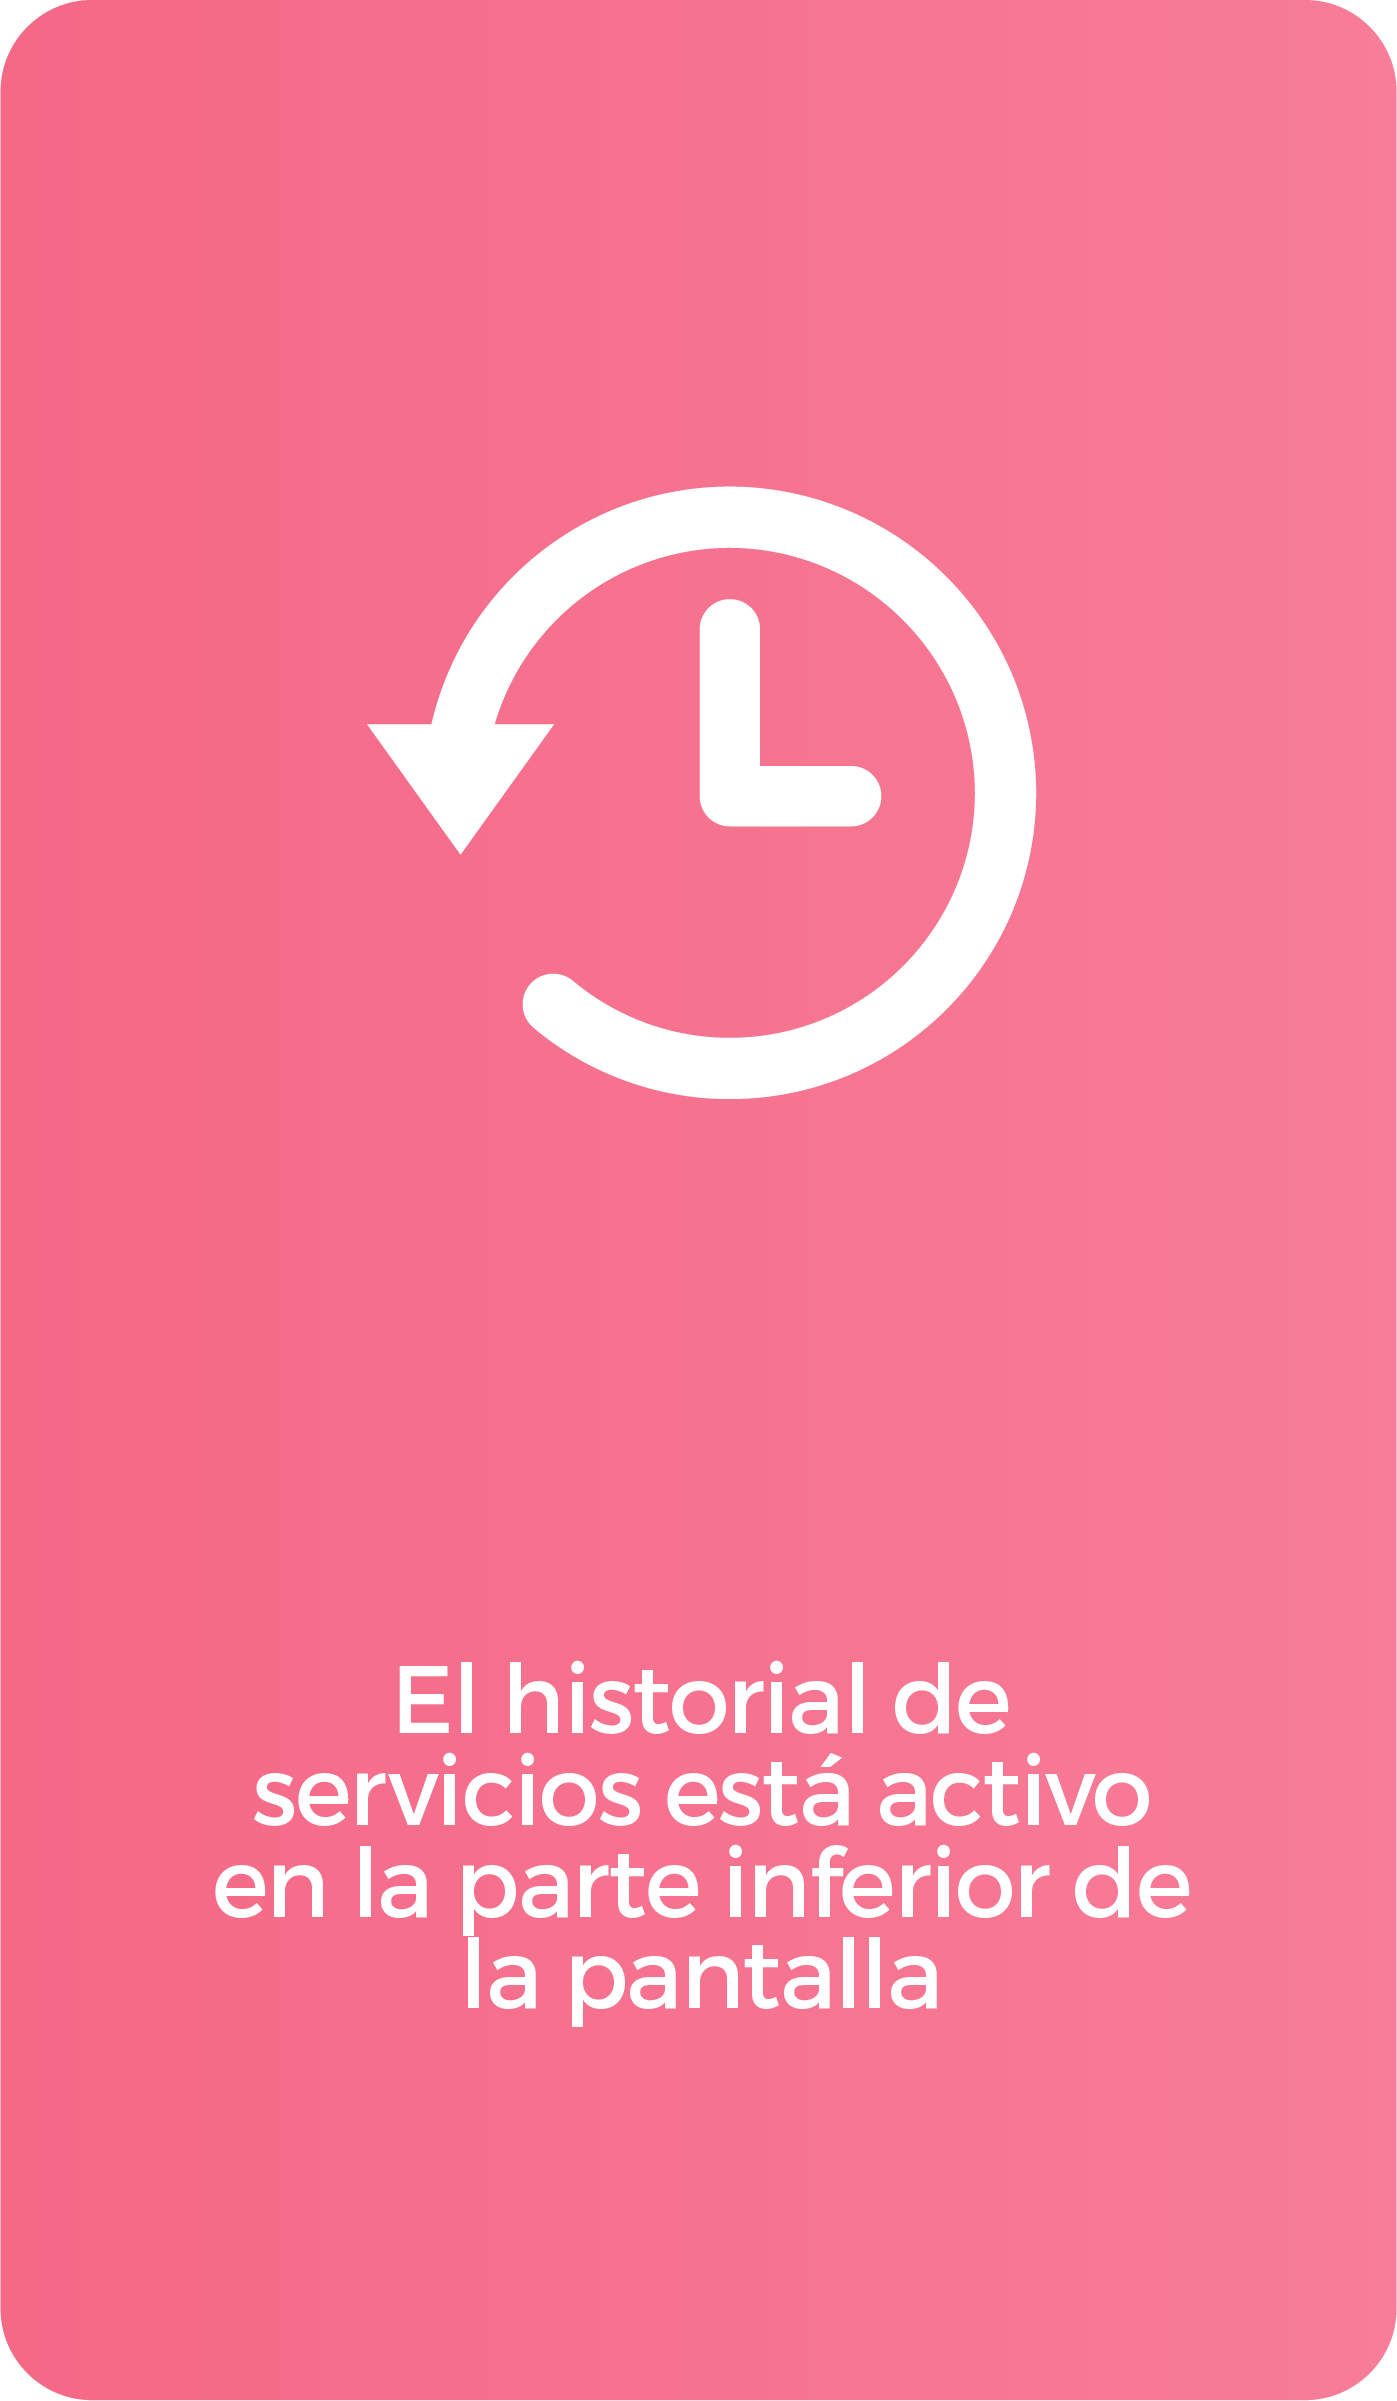 El historial de
servicios está activo
en la parte inferior de
la pantalla